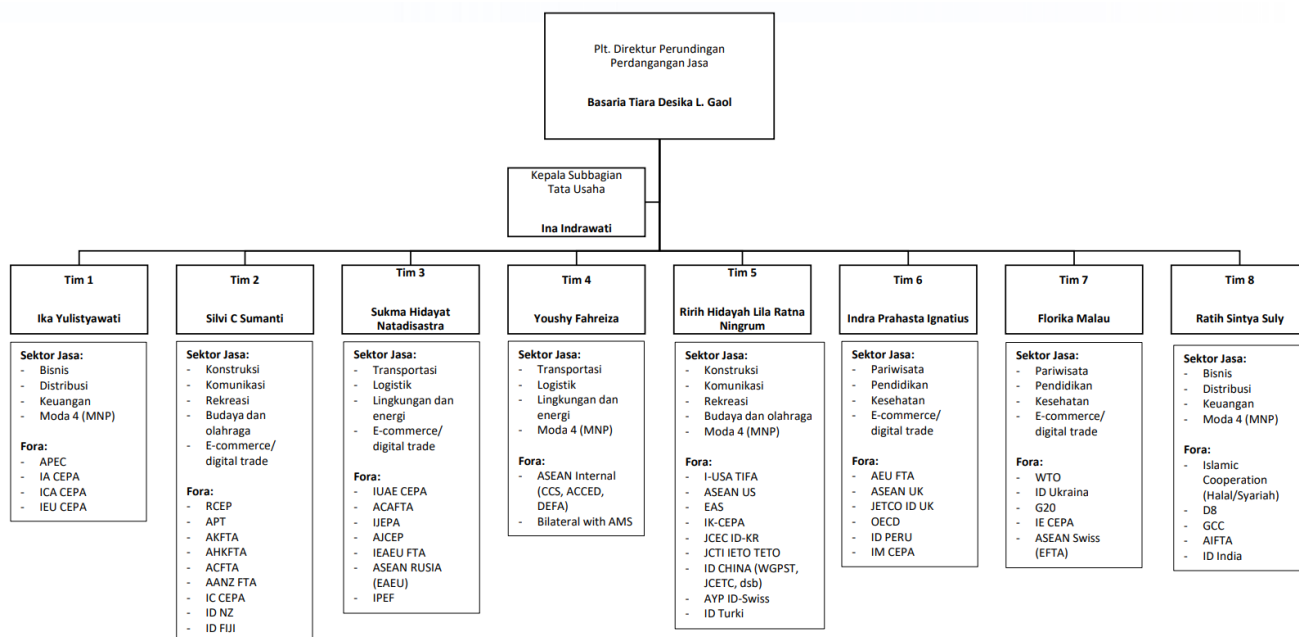 Plt. Direktur Perundingan
Perdangangan Jasa
Basaria Tiara Desika L. Gaol
Kepala Subbagian
Tata Usaha
Ina Indrawati
Tim 1
Ika Yulistyawati
Sektor Jasa:
- Bisnis
- Distribusi
- Keuangan
- Moda 4 (MNP)
Fora:
- APEC
- IA CEPA
- ICA CEPA
- IEU CEPA
Tim 2
Silvi C Sumanti
Sektor Jasa:
- Konstruksi
- Komunikasi
- Rekreasi
- Budaya dan
olahraga
- E-commerce/
digital trade
Fora:
- RCEP
- APT
- AKFTA
- AHKFTA
- ACFTA
- AANZ FTA
- IC CEPA
- ID NZ
- ID FIJI
Tim 3
Sukma Hidayat
Natadisastra
Sektor Jasa:
- Transportasi
- Logistik
- Lingkungan dan
energi
- E-commerce/
digital trade
Fora:
- IUAE CEPA
- ACAFTA
- IJEPA
- AJCEP
- IEAEU FTA
- ASEAN RUSIA
(EAEU)
- IPEF
Tim 4
Youshy Fahreiza
Sektor Jasa:
- Transportasi
- Logistik
- Lingkungan dan
energi
- Moda 4 (MNP)
Fora:
- ASEAN Internal
(CCS, ACCED,
DEFA)
- Bilateral with AMS
Tim 5
Ririh Hidayah Lila Ratna
Ningrum
Sektor Jasa:
- Konstruksi
- Komunikasi
- Rekreasi
- Budaya dan olahraga
- Moda 4 (MNP)
Fora:
- I-USA TIFA
- ASEAN US
- EAS
- IK-CEPA
- JCEC ID-KR
- JCTI IETO TETO
- ID CHINA (WGPST,
JCETC, dsb)
- AYP ID-Swiss
- ID Turki
Tim 6
Indra Prahasta Ignatius
Sektor Jasa:
- Pariwisata
- Pendidikan
- Kesehatan
- E-commerce/
digital trade
Fora:
- AEU FTA
- ASEAN UK
- JETCO ID UK
- OECD
- ID PERU
- IM CEPA
Tim 7
Florika Malau
Sektor Jasa:
- Pariwisata
- Pendidikan
- Kesehatan
- E-commerce/
digital trade
Fora:
- WTO
- ID Ukraina
- G20
- IE CEPA
- ASEAN Swiss
(EFTA)
Tim 8
Ratih Sintya Suly
Sektor Jasa:
- Bisnis
- Distribusi
- Keuangan
- Moda 4 (MNP)
Fora:
- Islamic
Cooperation
(Halal/Syariah)
- D8
- GCC
- AIFTA
- ID India